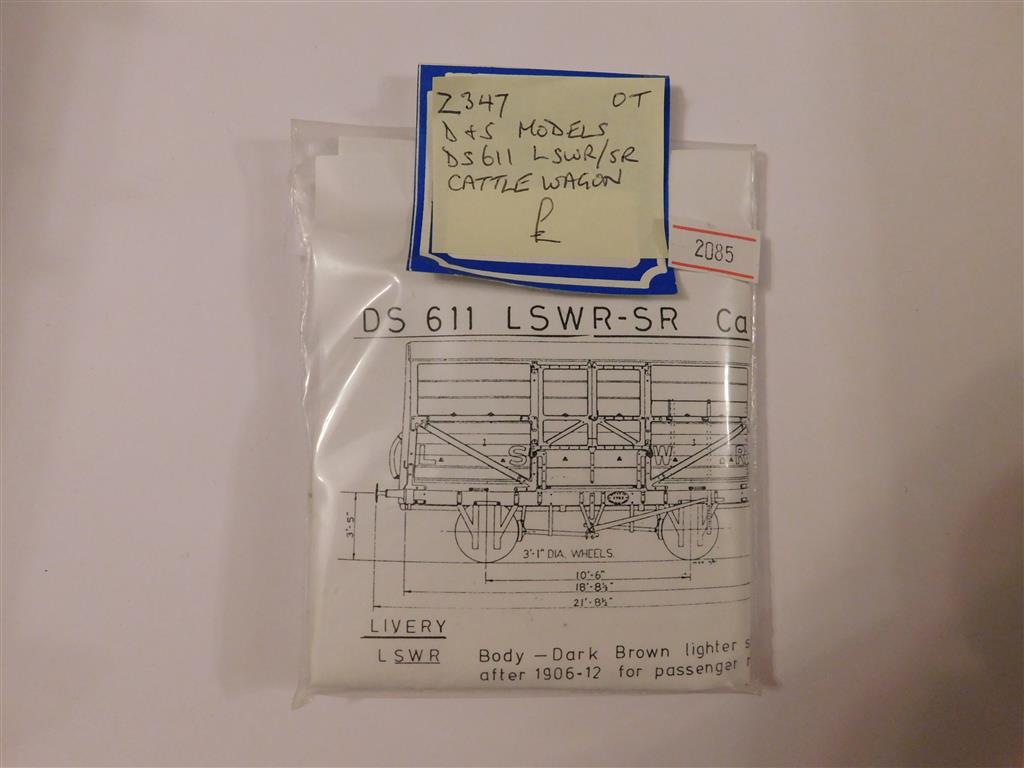 Z347 OT
D+S MODELS
DS611 LSWR/SR
CATTLE WAGON
£
2085
DS 611 LSWR-SR Ca
L S W R
3'-5"
3'-1" DIA. WHEELS.
10'-6"
18'-8½"
21'-8½"
LIVERY
LSWR Body - Dark Brown lighter s
after 1906-12 for passenger